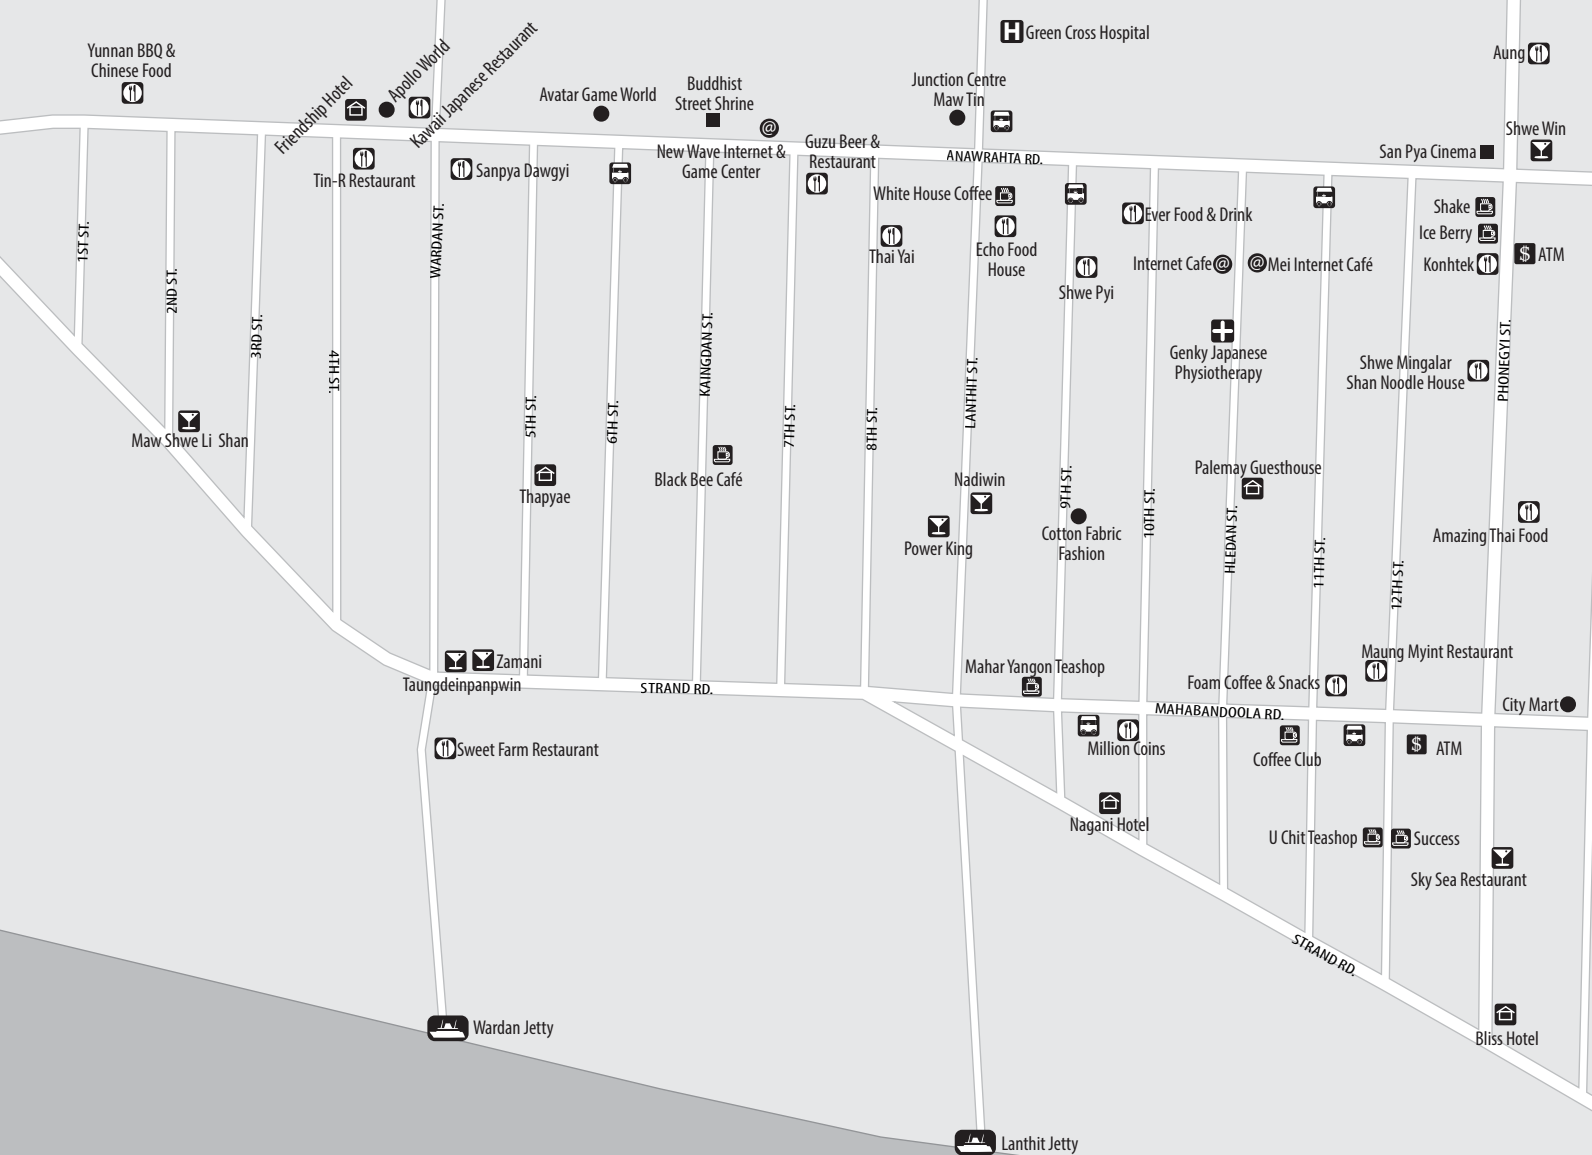 Green Cross Hospital
Yunnan BBQ &
Chinese Food
Friendship Hotel
Apollo World
Kawaii Japanese Restaurant
Avatar Game World
Buddhist
Street Shrine
Junction Centre
Maw Tin
Aung
Shwe Win
San Pya Cinema
New Wave Internet &
Game Center
Guzu Beer &
Restaurant
ANAWRAHTA RD.
Tin-R Restaurant
Sanpya Dawgyi
White House Coffee
Ever Food & Drink
Shake
Ice Berry
Konhtek
$ ATM
Thai Yai
Echo Food
House
Shwe Pyi
Internet Cafe
@
@
@
Mei Internet Café
1ST ST.
2ND ST.
3RD ST.
4TH ST.
WARDAN ST.
5TH ST.
6TH ST.
KAINGDAN ST.
7TH ST.
8TH ST.
LANTHIT ST.
9TH ST.
10TH ST.
HLEDAN ST.
11TH ST.
12TH ST.
PHONEGYI ST.
H
Genky Japanese
Physiotherapy
Shwe Mingalar
Shan Noodle House
Maw Shwe Li Shan
Thapyae
Black Bee Café
Nadiwin
Power King
Cotton Fabric
Fashion
Palemay Guesthouse
Amazing Thai Food
Zamani
Taungdeinpanpwin
STRAND RD.
Mahar Yangon Teashop
Maung Myint Restaurant
Foam Coffee & Snacks
MAHABANDOOLA RD.
City Mart
Sweet Farm Restaurant
Million Coins
Coffee Club
$ ATM
Nagani Hotel
U Chit Teashop
Success
Sky Sea Restaurant
STRAND RD.
Wardan Jetty
Bliss Hotel
Lanthit Jetty